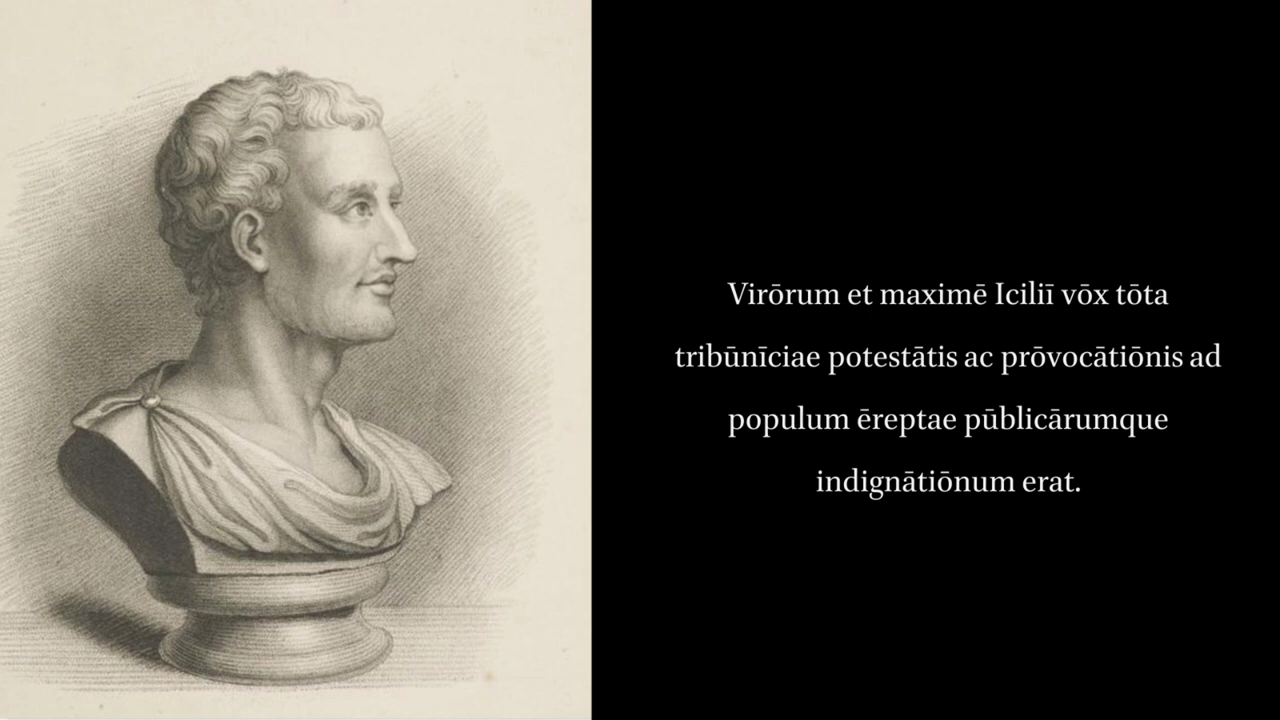 Virōrum et maximē Iciliī vōx tōta
tribūnīciae potestātis ac prōvocātiōnis ad
populum ēreptae pūblicārumque
indignātiōnum erat.